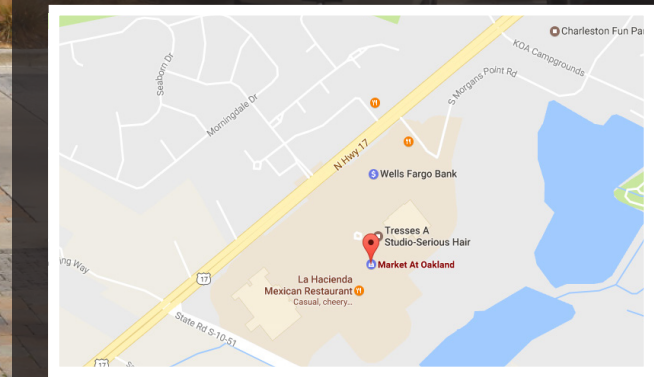 Charleston Fun Pa
KOA Campgrounds
S Morgans Point Rd
Seaborn Dr
Morningdale Dr
N Hwy 17
Wells Fargo Bank
Tresses A
Studio-Serious Hair
Market At Oakland
ng Way
17
La Hacienda
Mexican Restaurant
Casual, cheery...
State Rd S-10-51
17